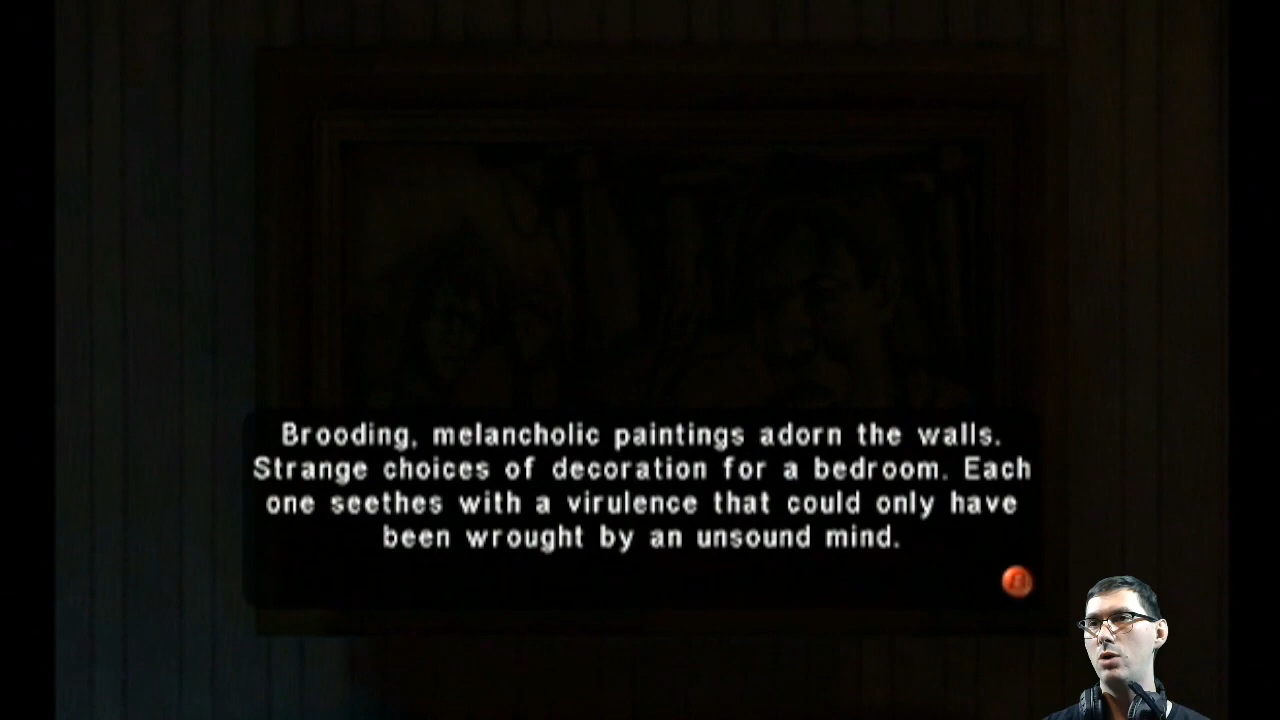 Brooding, melancholic paintings adorn the walls.
Strange choices of decoration for a bedroom. Each
one seethes with a virulence that could only have
been wrought by an unsound mind.